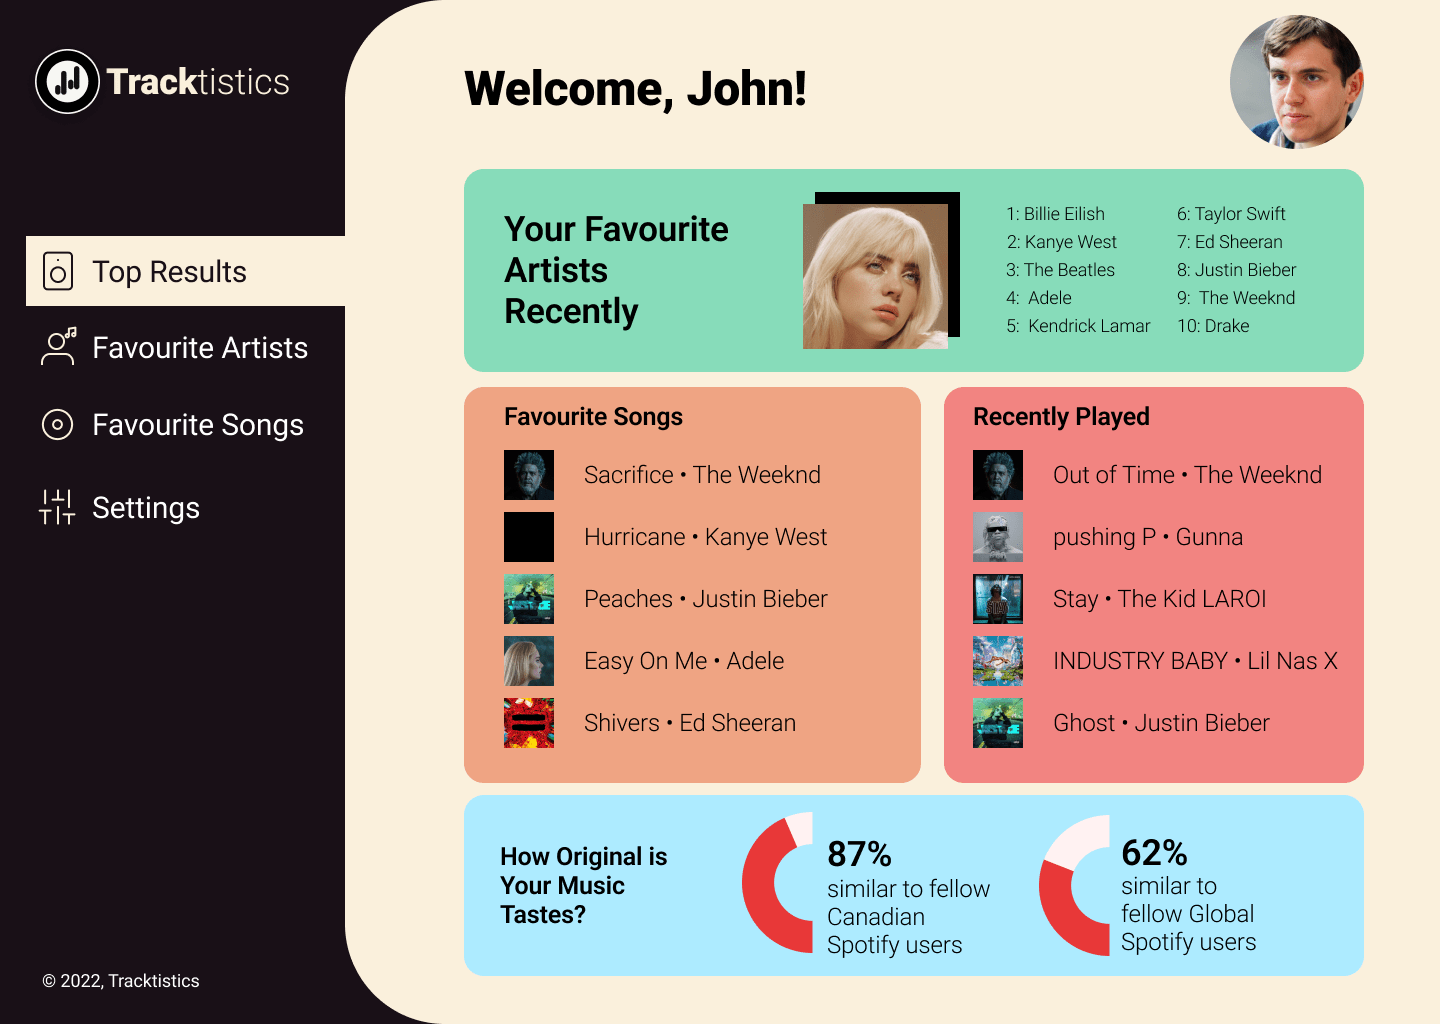 Tracktistics
Welcome, John!
Top Results
Favourite Artists
Favourite Songs
Settings
© 2022, Tracktistics
Your Favourite
Artists
Recently
1: Billie Eilish
2: Kanye West
3: The Beatles
4:  Adele
5:  Kendrick Lamar
6: Taylor Swift
7: Ed Sheeran
8: Justin Bieber
9:  The Weeknd
10: Drake
Favourite Songs
Sacrifice • The Weeknd
Hurricane • Kanye West
Peaches • Justin Bieber
Easy On Me • Adele
Shivers • Ed Sheeran
Recently Played
Out of Time • The Weeknd
pushing P • Gunna
Stay • The Kid LAROI
INDUSTRY BABY • Lil Nas X
Ghost • Justin Bieber
How Original is
Your Music
Tastes?
87%
similar to fellow
Canadian
Spotify users
62%
similar to
fellow Global
Spotify users